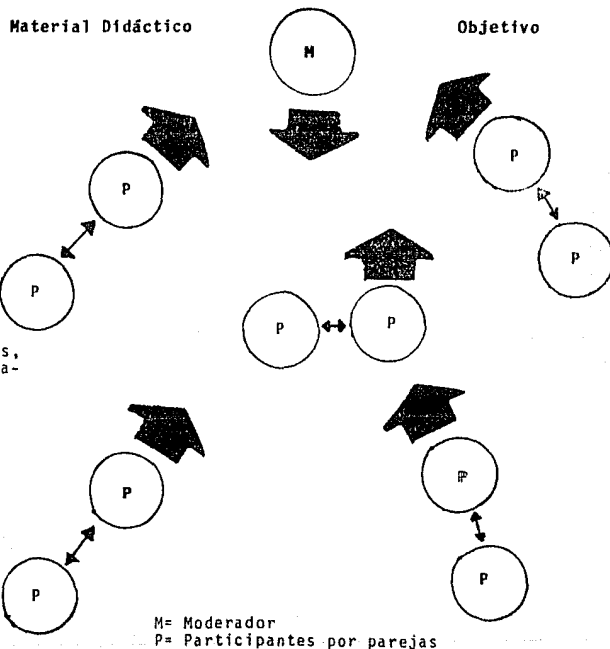 Material Didáctico
Objetivo
M
P
P
P
P
P
P
s,
a-
P
P
P
P
M= Moderador
P= Participantes por parejas